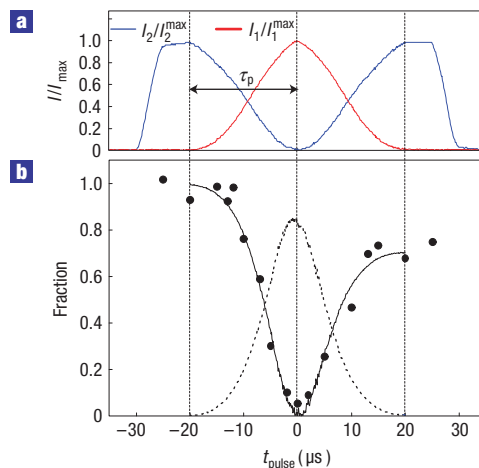 a
I₂/I₂ᵐᵃˣ I₁/I₁ᵐᵃˣ
I/Iₘₐₓ
1.0
0.8
0.6
0.4
0.2
0
τₚ
b
Fraction
1.0
0.8
0.6
0.4
0.2
0
−30 −20 −10 0 10 20 30
t_pulse (μs)